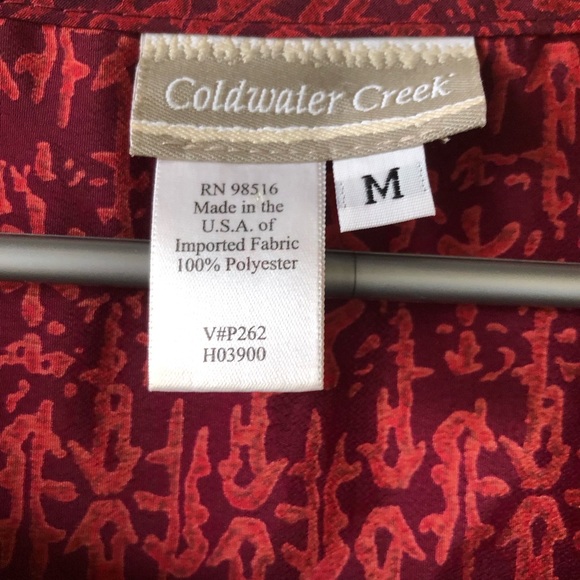 Coldwater Creek
M
RN 98516
Made in the
U.S.A. of
Imported Fabric
100% Polyester
V#P262
H03900